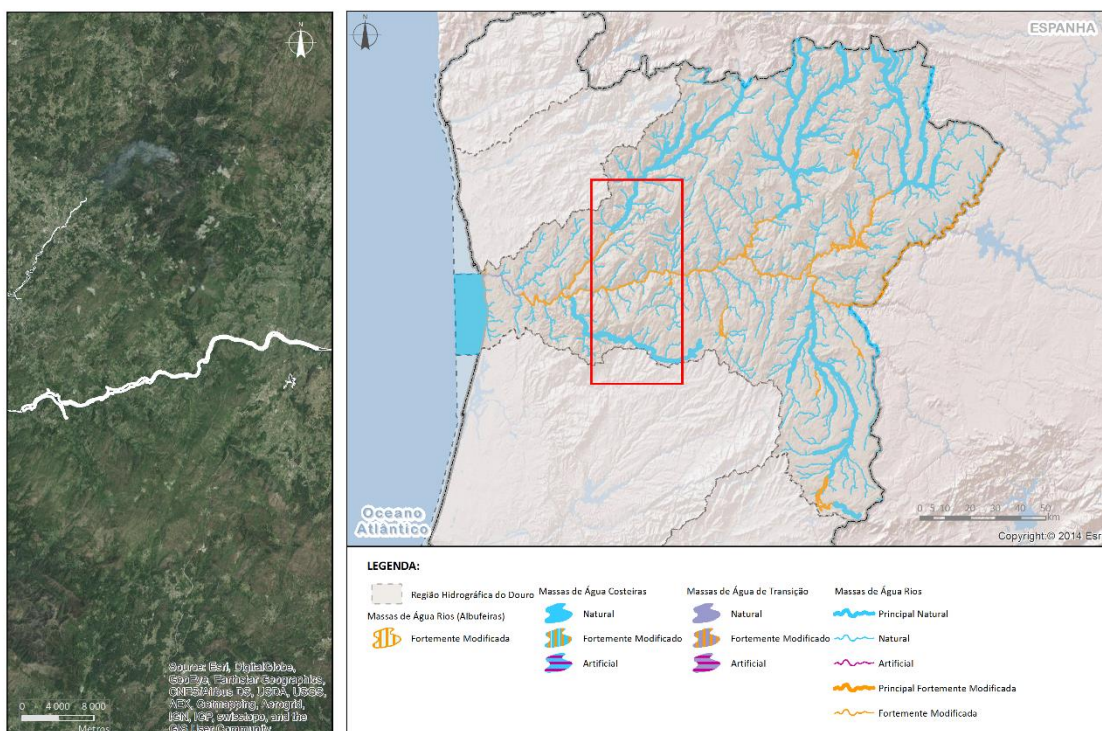 N
0 4 000 8 000
Metros
Source: Esri, DigitalGlobe,
GeoEye, Earthstar Geographics,
CNES/Airbus DS, USDA, USGS,
AEX, Getmapping, Aerogrid,
IGN, IGP, swisstopo, and the
GIS User Community
N
ESPANHA
Oceano
Atlântico
0 5 10 20 30 40 50
km
Copyright:© 2014 Esr
LEGENDA:
Região Hidrográfica do Douro
Massas de Água Rios (Albufeiras)
Fortemente Modificada
Massas de Água Costeiras
Natural
Fortemente Modificado
Artificial
Massas de Água de Transição
Natural
Fortemente Modificado
Artificial
Massas de Água Rios
Principal Natural
Natural
Artificial
Principal Fortemente Modificada
Fortemente Modificada